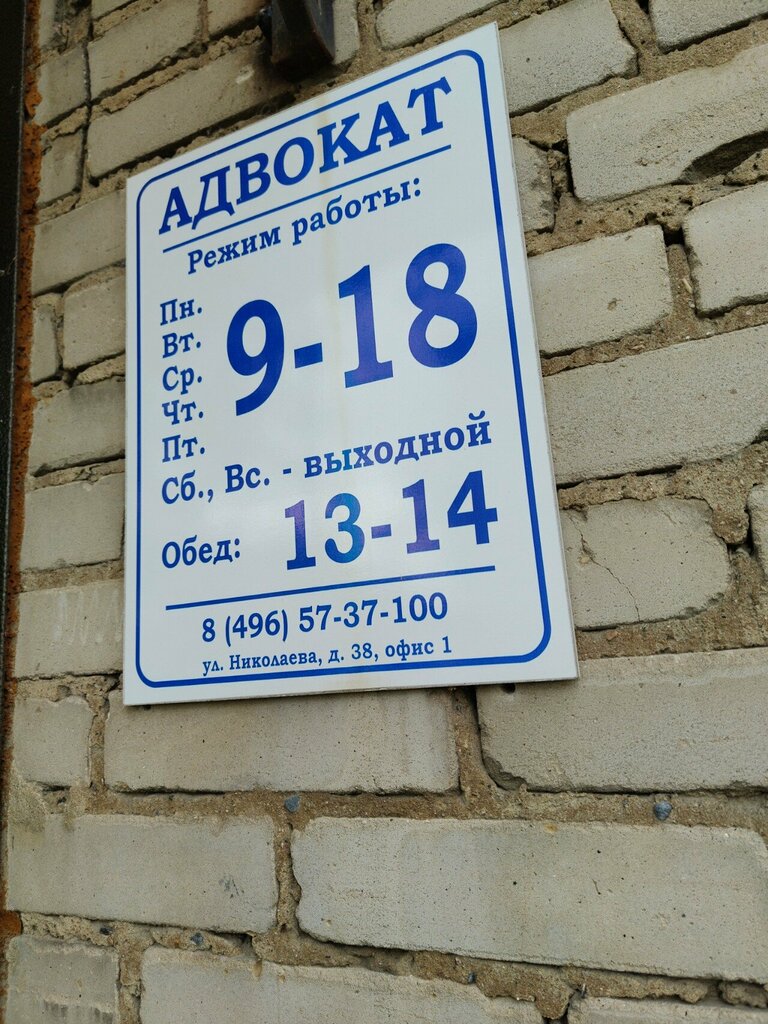 АДВОКАТ
Режим работы:
Пн.
Вт.
Ср.
Чт.
Пт.
9-18
Сб., Вс. - выходной
Обед: 13-14
8 (496) 57-37-100
ул. Николаева, д. 38, офис 1